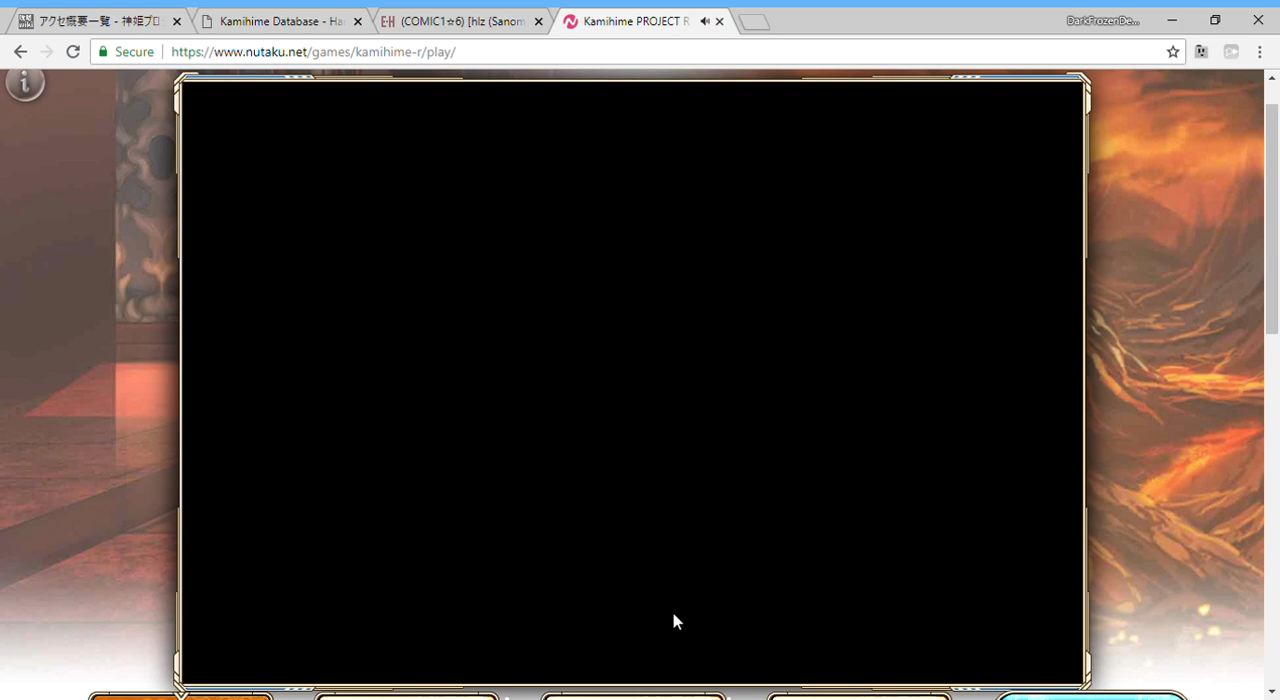 アクセ概要一覧 - 神姫プロ
Kamihime Database - Ha
(COMIC1☆6) [hlz (Sanom
Kamihime PROJECT R
DarkFrozenDe...
Secure
https://www.nutaku.net/games/kamihime-r/play/